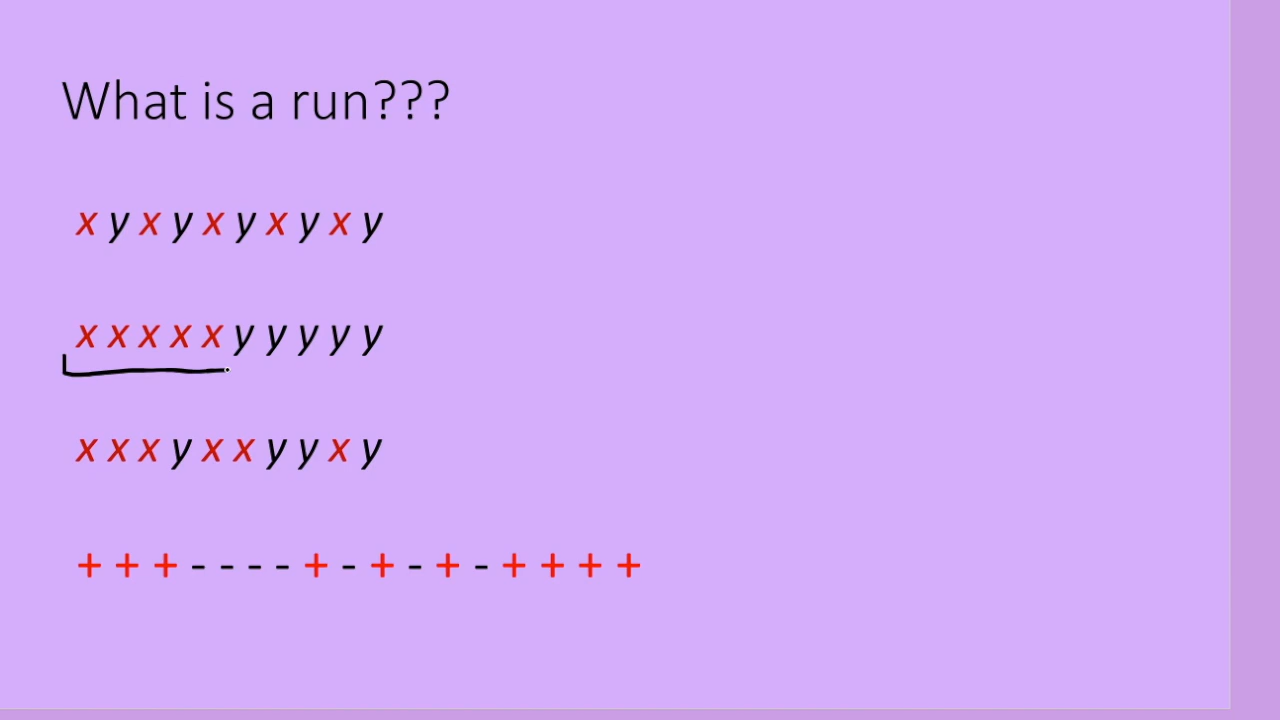 What is a run???
x y x y x y x y x y
x x x x x y y y y y
x x x y x x y y x y
+ + + - - - - + - + - + - + + + +